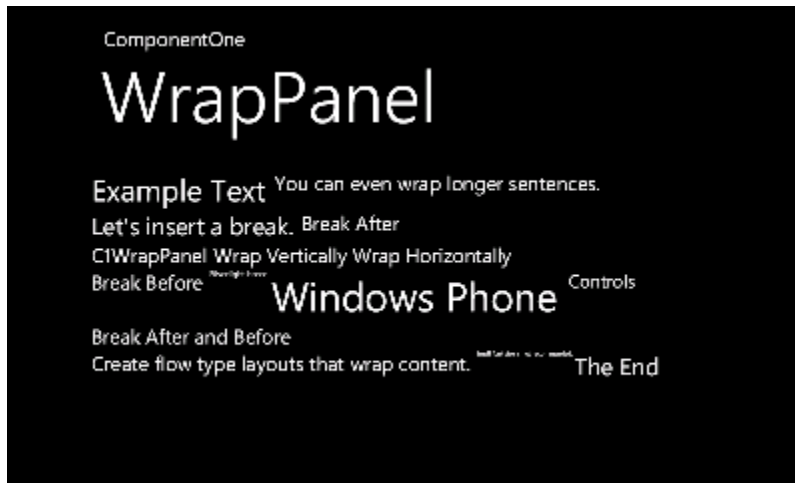 ComponentOne
WrapPanel
Example Text You can even wrap longer sentences.
Let's insert a break. Break After
C1WrapPanel Wrap Vertically Wrap Horizontally
Break Before Windows Phone Controls
Break After and Before
Create flow type layouts that wrap content. The End